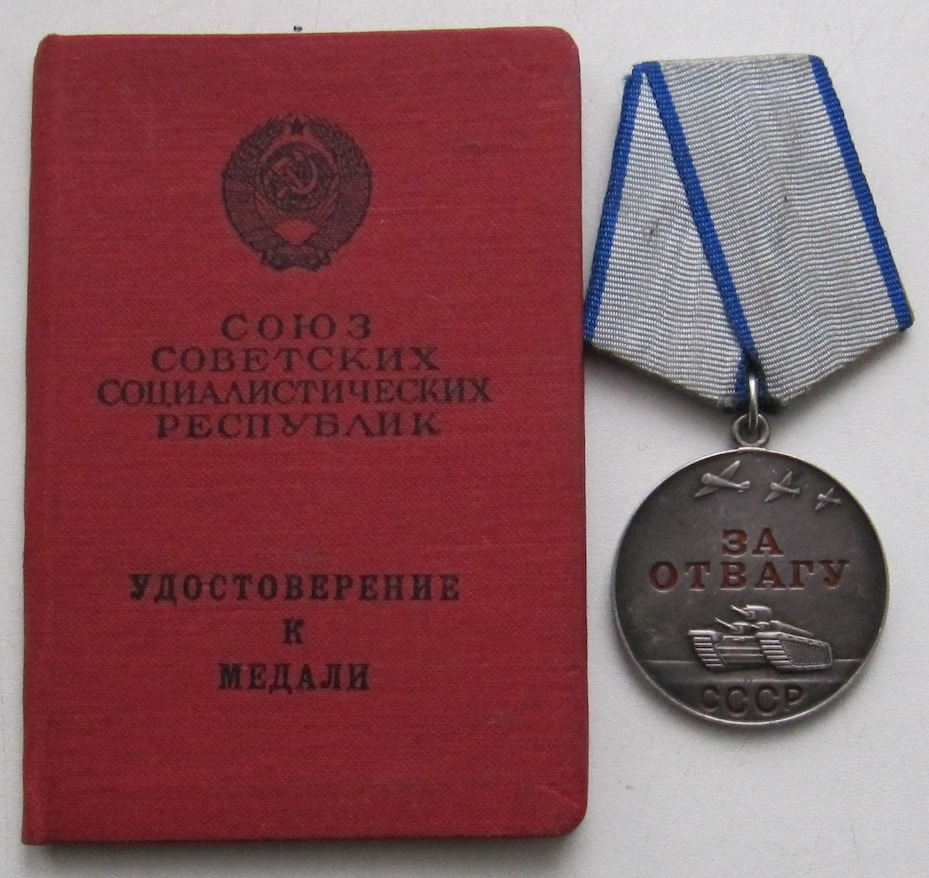 СОЮЗ
СОВЕТСКИХ
СОЦИАЛИСТИЧЕСКИХ
РЕСПУБЛИК
УДОСТОВЕРЕНИЕ
К
МЕДАЛИ
ЗА
ОТВАГУ
СССР